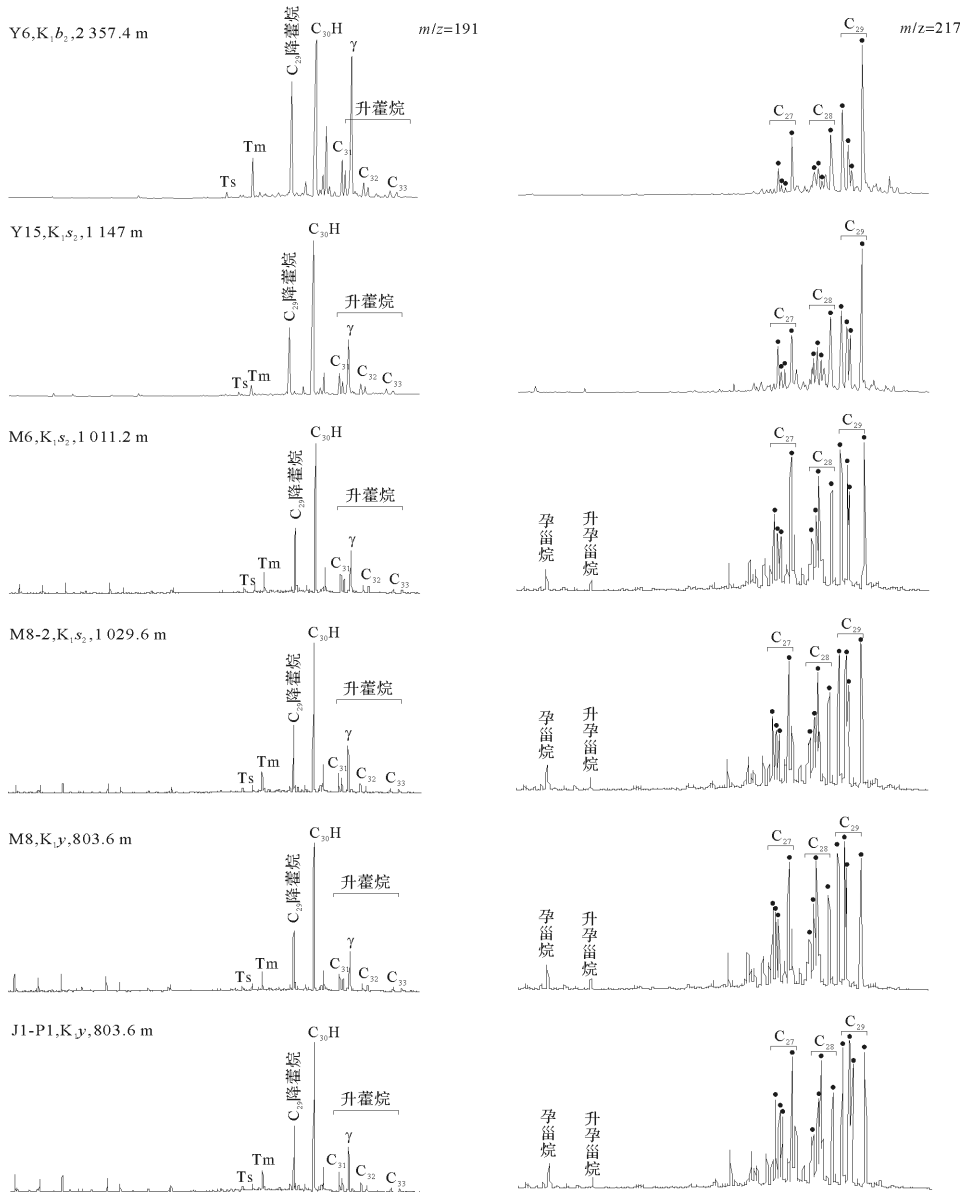 Y6,K₁b₂,2 357.4 m
C₂₉降藿烷
C₃₀H
γ
升藿烷
Tm
Ts
C₃₁
C₃₂
C₃₃
m/z=191
m/z=217
C₂₇
C₂₈
C₂₉
Y15,K₁s₂,1 147 m
C₂₉降藿烷
C₃₀H
升藿烷
γ
Ts
Tm
C₃₁
C₃₂
C₃₃
C₂₇
C₂₈
C₂₉
M6,K₁s₂,1 011.2 m
C₂₉降藿烷
C₃₀H
升藿烷
γ
Ts
Tm
C₃₁
C₃₂
C₃₃
孕甾烷
升孕甾烷
C₂₇
C₂₈
C₂₉
M8-2,K₁s₂,1 029.6 m
C₂₉降藿烷
C₃₀H
升藿烷
γ
Ts
Tm
C₃₁
C₃₂
C₃₃
孕甾烷
升孕甾烷
C₂₇
C₂₈
C₂₉
M8,K₁y,803.6 m
C₂₉降藿烷
C₃₀H
升藿烷
γ
Ts
Tm
C₃₁
C₃₂
C₃₃
孕甾烷
升孕甾烷
C₂₇
C₂₈
C₂₉
J1-P1,K₁y,803.6 m
C₂₉降藿烷
C₃₀H
升藿烷
γ
Ts
Tm
C₃₁
C₃₂
C₃₃
孕甾烷
升孕甾烷
C₂₇
C₂₈
C₂₉